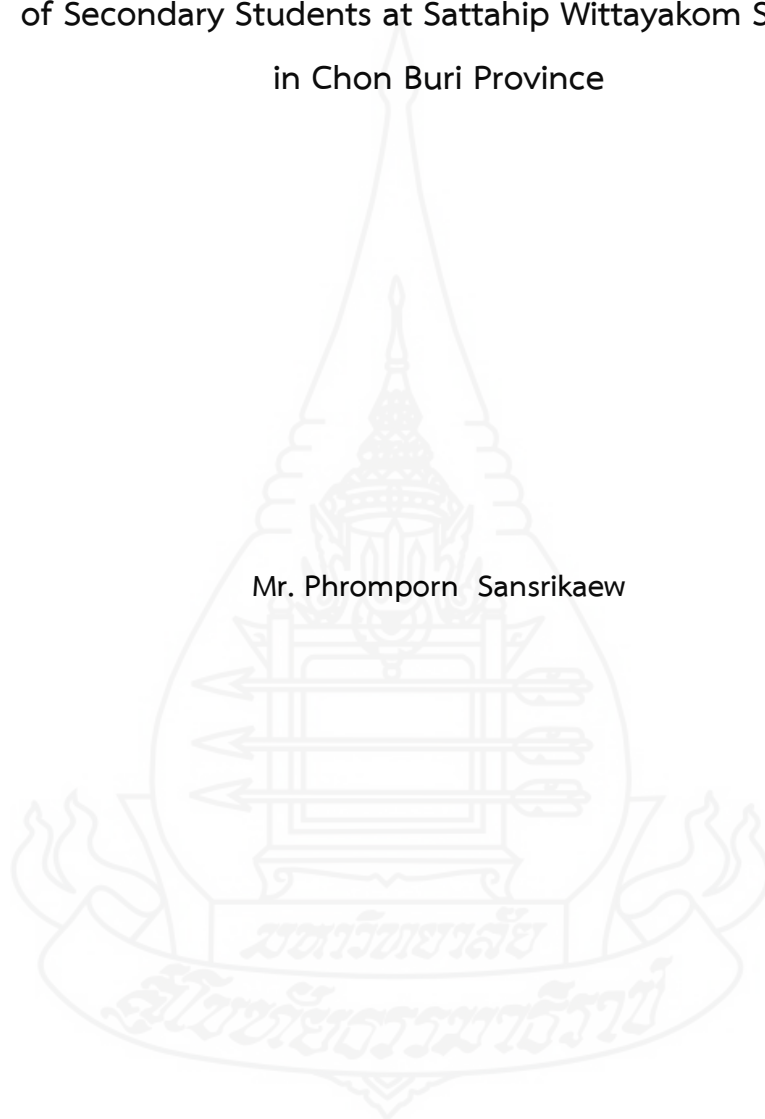 of Secondary Students at Sattahip Wittayakom S
in Chon Buri Province
Mr. Phromporn Sansrikaew
มหาวิทยาลัย
สุโขทัยธรรมาธิราช